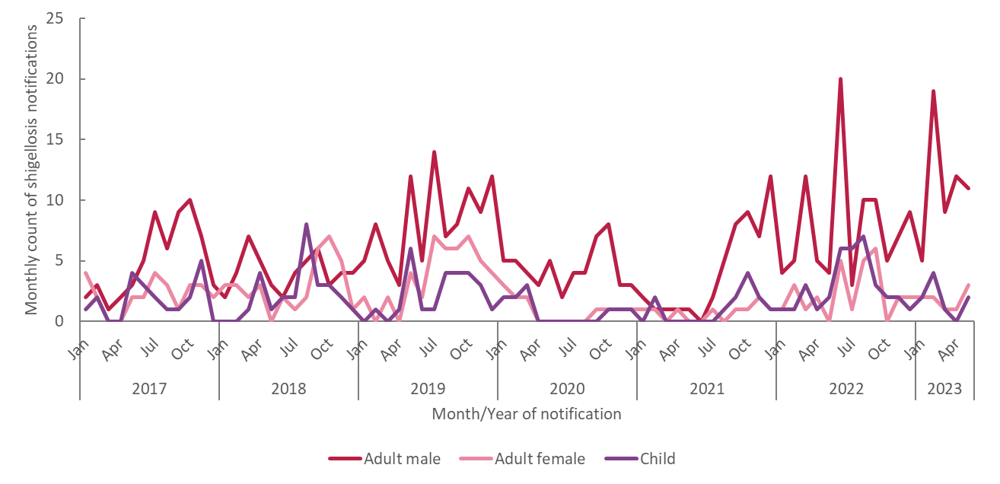 Monthly count of shigellosis notifications
25
20
15
10
5
0
Jan Apr Jul Oct Jan Apr Jul Oct Jan Apr Jul Oct Jan Apr Jul Oct Jan Apr Jul Oct Jan Apr Jul Oct Jan Apr
2017 2018 2019 2020 2021 2022 2023
Month/Year of notification
Adult male Adult female Child